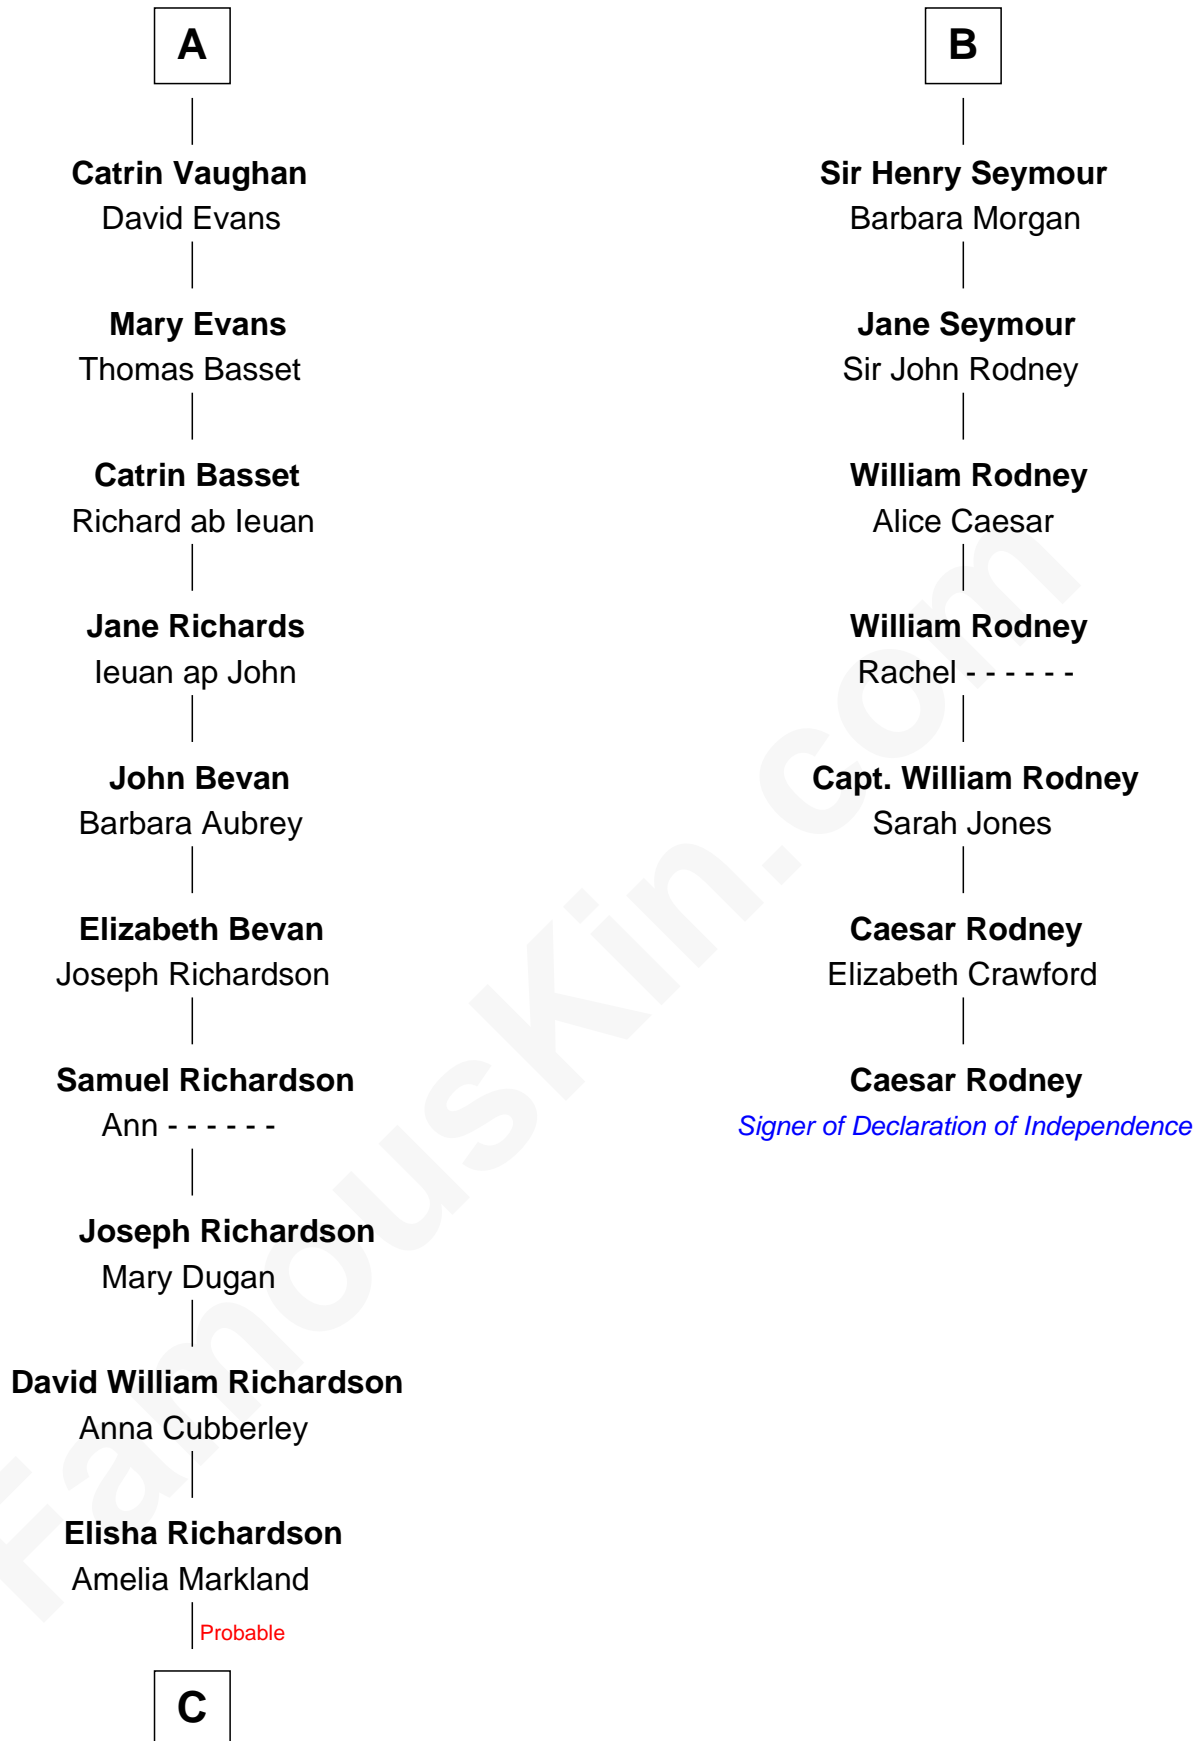 A
Catrin Vaughan
David Evans
Mary Evans
Thomas Basset
Catrin Basset
Richard ab Ieuan
Jane Richards
Ieuan ap John
John Bevan
Barbara Aubrey
Elizabeth Bevan
Joseph Richardson
Samuel Richardson
Ann - - - - - -
Joseph Richardson
Mary Dugan
David William Richardson
Anna Cubberley
Elisha Richardson
Amelia Markland
Probable
C
B
Sir Henry Seymour
Barbara Morgan
Jane Seymour
Sir John Rodney
William Rodney
Alice Caesar
William Rodney
Rachel - - - - - -
Capt. William Rodney
Sarah Jones
Caesar Rodney
Elizabeth Crawford
Caesar Rodney
Signer of Declaration of Independence
FamousKin.com